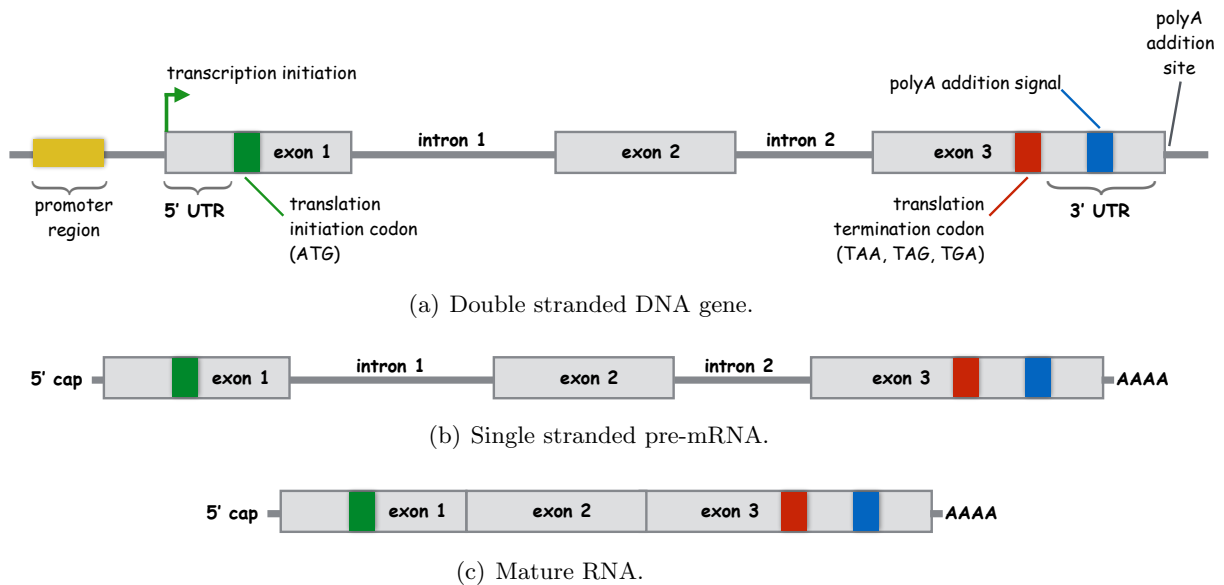 polyA
addition
site
transcription initiation
polyA addition signal
exon 1
intron 1
exon 2
intron 2
exon 3
promoter
region
5' UTR
translation
initiation codon
(ATG)
translation
termination codon
(TAA, TAG, TGA)
3' UTR
(a) Double stranded DNA gene.
5' cap
exon 1
intron 1
exon 2
intron 2
exon 3
AAAA
(b) Single stranded pre-mRNA.
5' cap
exon 1
exon 2
exon 3
AAAA
(c) Mature RNA.